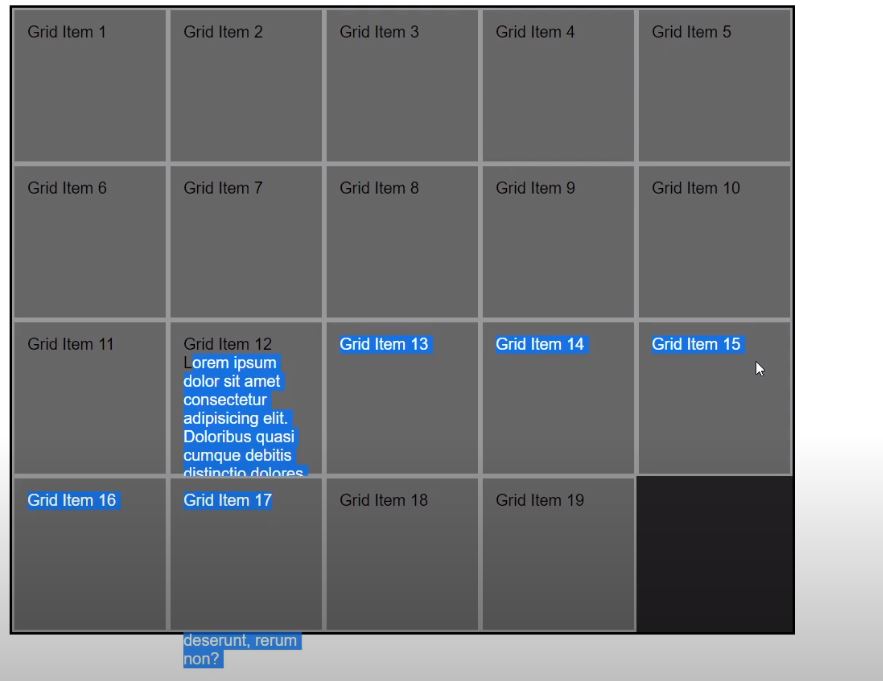 Grid Item 1
Grid Item 2
Grid Item 3
Grid Item 4
Grid Item 5
Grid Item 6
Grid Item 7
Grid Item 8
Grid Item 9
Grid Item 10
Grid Item 11
Grid Item 12
Lorem ipsum
dolor sit amet
consectetur
adipisicing elit.
Doloribus quasi
cumque debitis
distinctio dolores
Grid Item 13
Grid Item 14
Grid Item 15
Grid Item 16
Grid Item 17
Grid Item 18
Grid Item 19
deserunt, rerum
non?